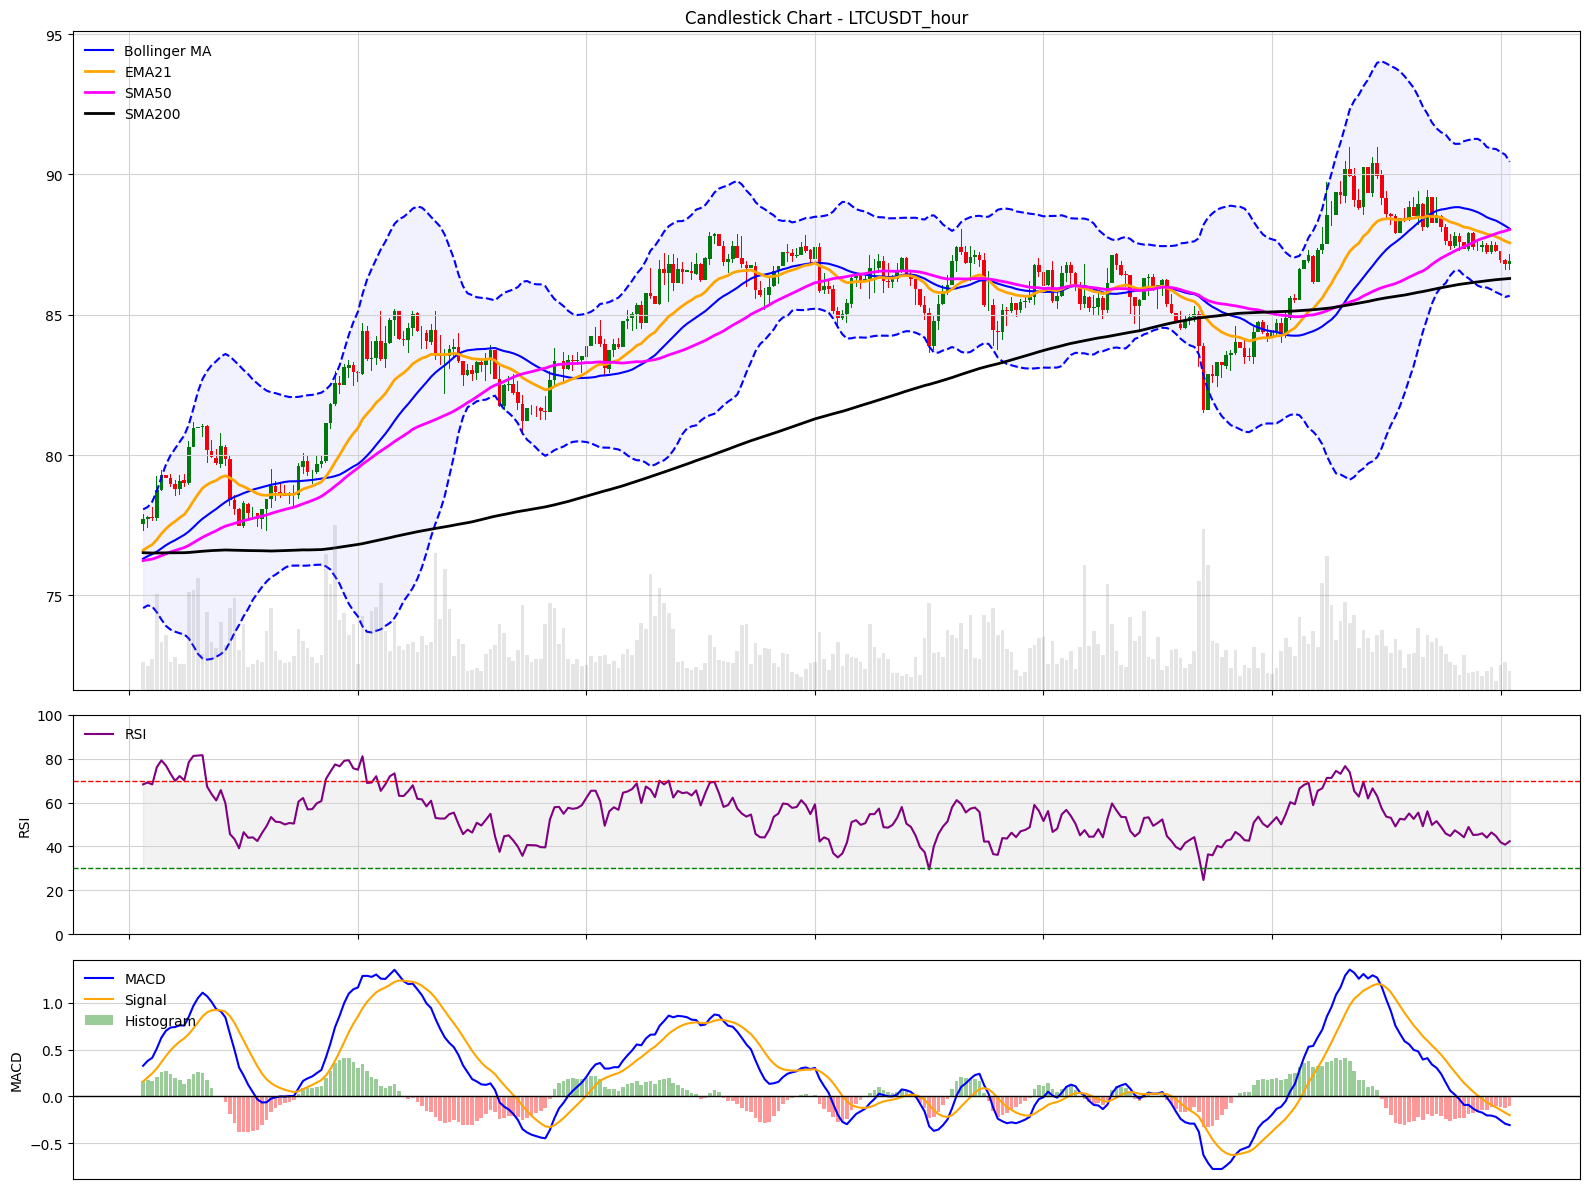 Candlestick Chart - LTCUSDT_hour
95
90
85
80
75
Bollinger MA
EMA21
SMA50
SMA200
100
80
60
40
20
0
RSI
RSI
1.0
0.5
0.0
−0.5
MACD
MACD
Signal
Histogram